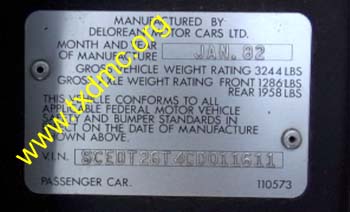 MANUFACTURED BY
DELOREAN MOTOR CARS LTD.
MONTH AND YEAR
OF MANUFACTURE JAN. 82
GROSS VEHICLE WEIGHT RATING 3244 LBS
GROSS AXLE WEIGHT RATING FRONT 1286 LBS
REAR 1958 LBS
THIS VEHICLE CONFORMS TO ALL
APPLICABLE FEDERAL MOTOR VEHICLE
SAFETY AND BUMPER STANDARDS IN
EFFECT ON THE DATE OF MANUFACTURE
SHOWN ABOVE.
V.I.N. SCEDT26T4CD011611
PASSENGER CAR. 110573
www.txdmc.org